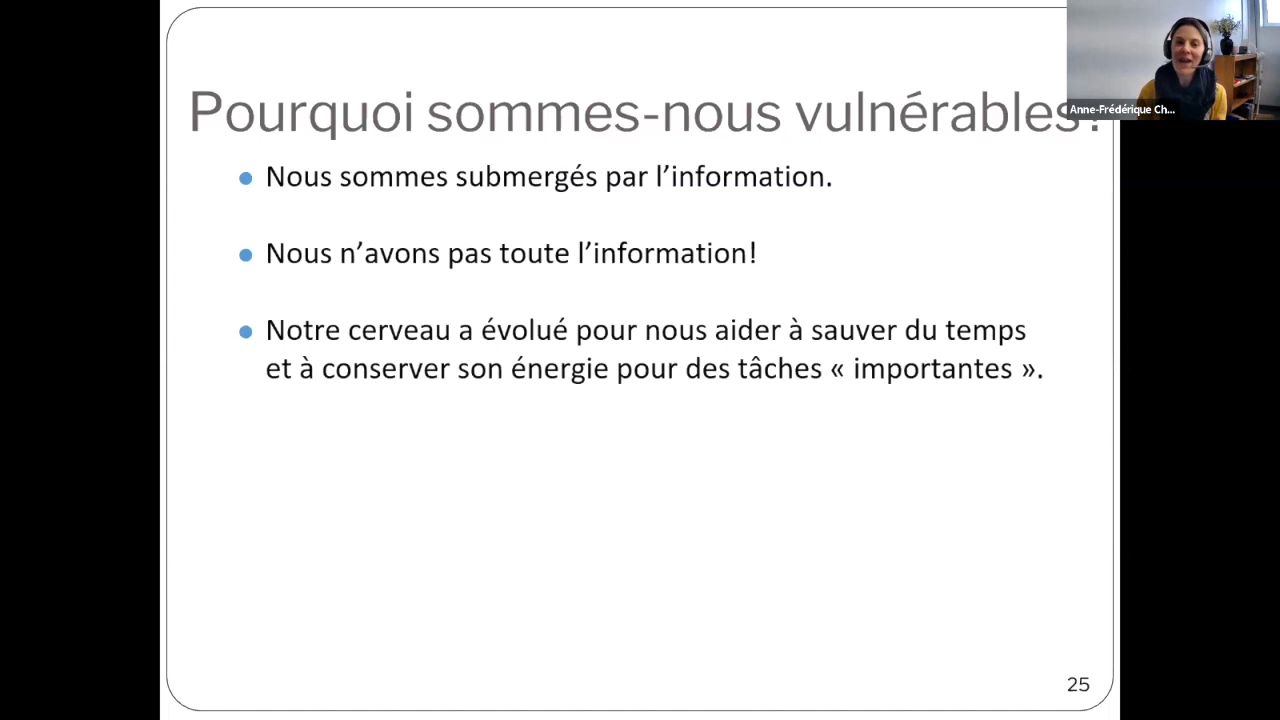 Pourquoi sommes-nous vulnérables?
Anne-Frédérique Ch...
Nous sommes submergés par l’information.
Nous n’avons pas toute l’information!
Notre cerveau a évolué pour nous aider à sauver du temps
et à conserver son énergie pour des tâches « importantes ».
25